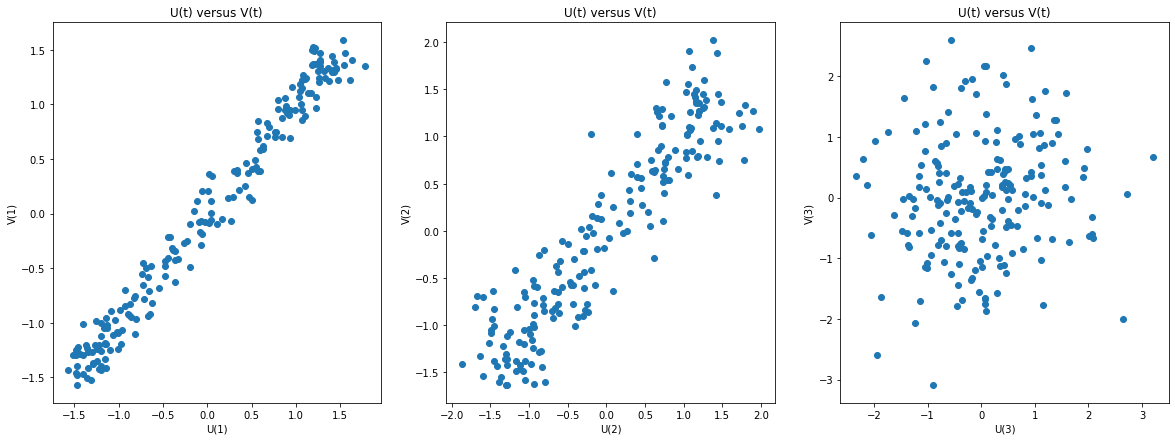 U(t) versus V(t)
V(1)
1.5
1.0
0.5
0.0
−0.5
−1.0
−1.5
−1.5 −1.0 −0.5 0.0 0.5 1.0 1.5
U(1)
U(t) versus V(t)
V(2)
2.0
1.5
1.0
0.5
0.0
−0.5
−1.0
−1.5
−2.0 −1.5 −1.0 −0.5 0.0 0.5 1.0 1.5 2.0
U(2)
U(t) versus V(t)
V(3)
2
1
0
−1
−2
−3
−2 −1 0 1 2 3
U(3)